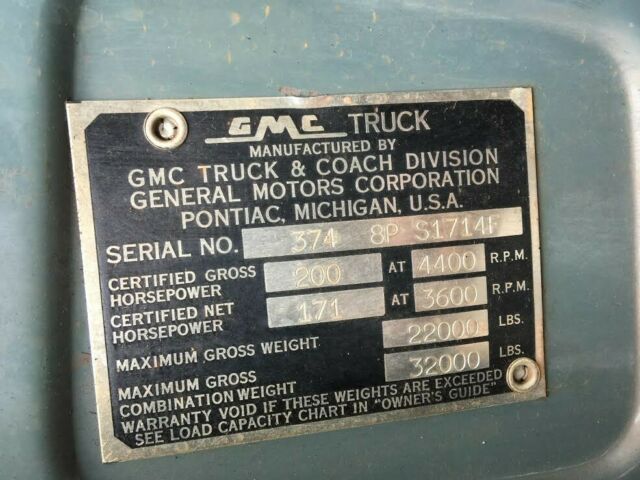 GMC TRUCK
MANUFACTURED BY
GMC TRUCK & COACH DIVISION
GENERAL MOTORS CORPORATION
PONTIAC, MICHIGAN, U.S.A.
SERIAL NO. 374 8P S1714F
CERTIFIED GROSS HORSEPOWER 200 AT 4400 R.P.M.
CERTIFIED NET HORSEPOWER 171 AT 3600 R.P.M.
MAXIMUM GROSS WEIGHT 22000 LBS.
MAXIMUM GROSS COMBINATION WEIGHT 32000 LBS.
WARRANTY VOID IF THESE WEIGHTS ARE EXCEEDED
SEE LOAD CAPACITY CHART IN "OWNER'S GUIDE"